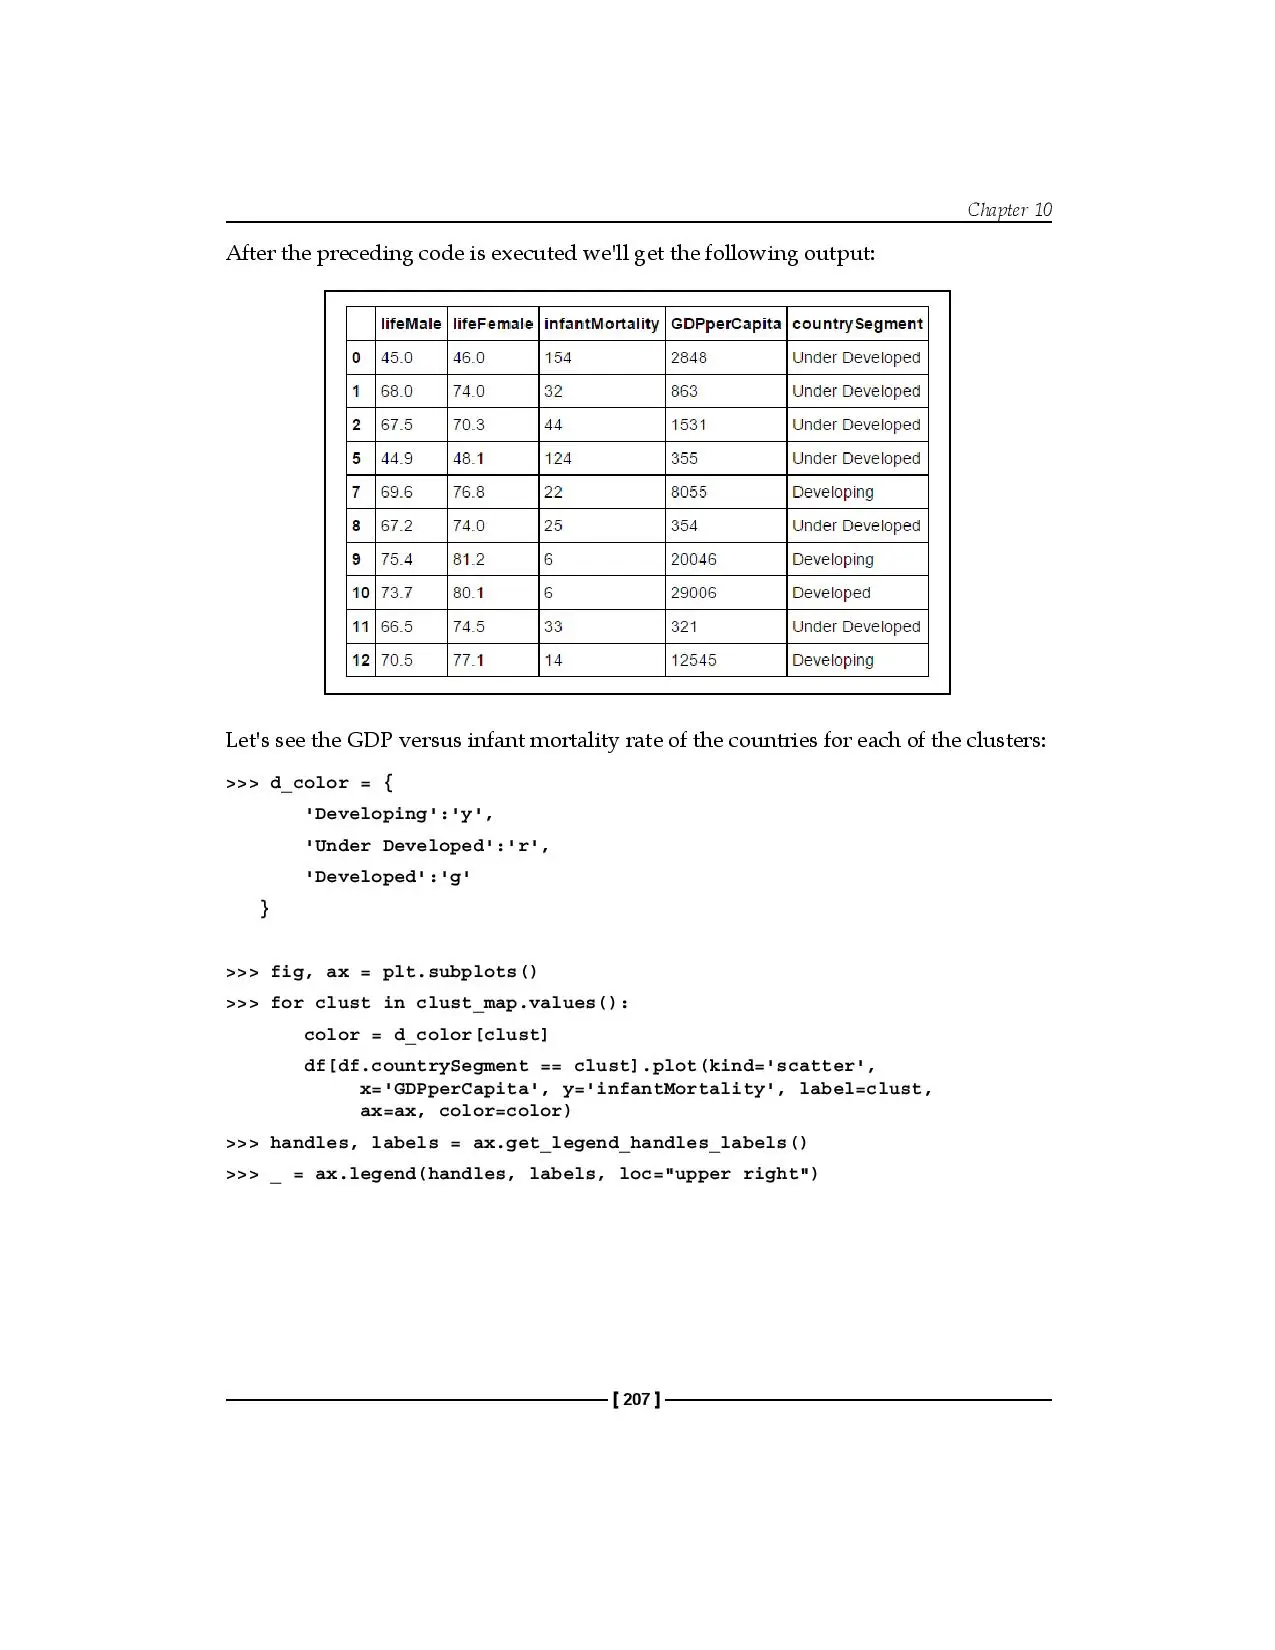 Chapter 10
After the preceding code is executed we'll get the following output:
lifeMale lifeFemale infantMortality GDPperCapita countrySegment
0 45.0 46.0 154 2848 Under Developed
1 68.0 74.0 32 863 Under Developed
2 67.5 70.3 44 1531 Under Developed
5 44.9 48.1 124 355 Under Developed
7 69.6 76.8 22 8055 Developing
8 67.2 74.0 25 354 Under Developed
9 75.4 81.2 6 20046 Developing
10 73.7 80.1 6 29006 Developed
11 66.5 74.5 33 321 Under Developed
12 70.5 77.1 14 12545 Developing
Let's see the GDP versus infant mortality rate of the countries for each of the clusters:
>>> d_color = {
'Developing':'y',
'Under Developed':'r',
'Developed':'g'
}
>>> fig, ax = plt.subplots()
>>> for clust in clust_map.values():
color = d_color[clust]
df[df.countrySegment == clust].plot(kind='scatter',
x='GDPperCapita', y='infantMortality', label=clust,
ax=ax, color=color)
>>> handles, labels = ax.get_legend_handles_labels()
>>> _ = ax.legend(handles, labels, loc="upper right")
[ 207 ]